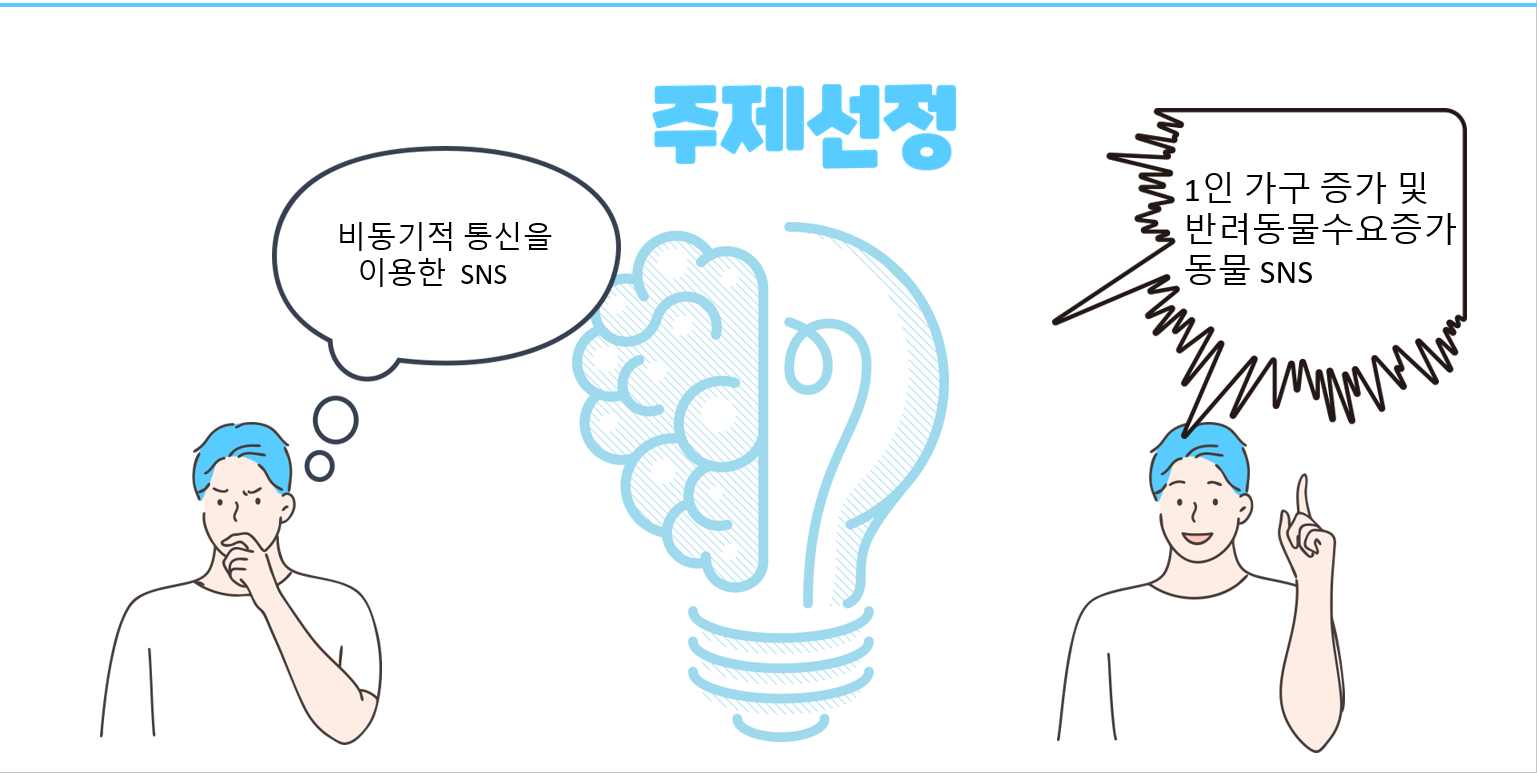 주제선정
비동기적 통신을
이용한 SNS
1인 가구 증가 및
반려동물수요증가
동물 SNS